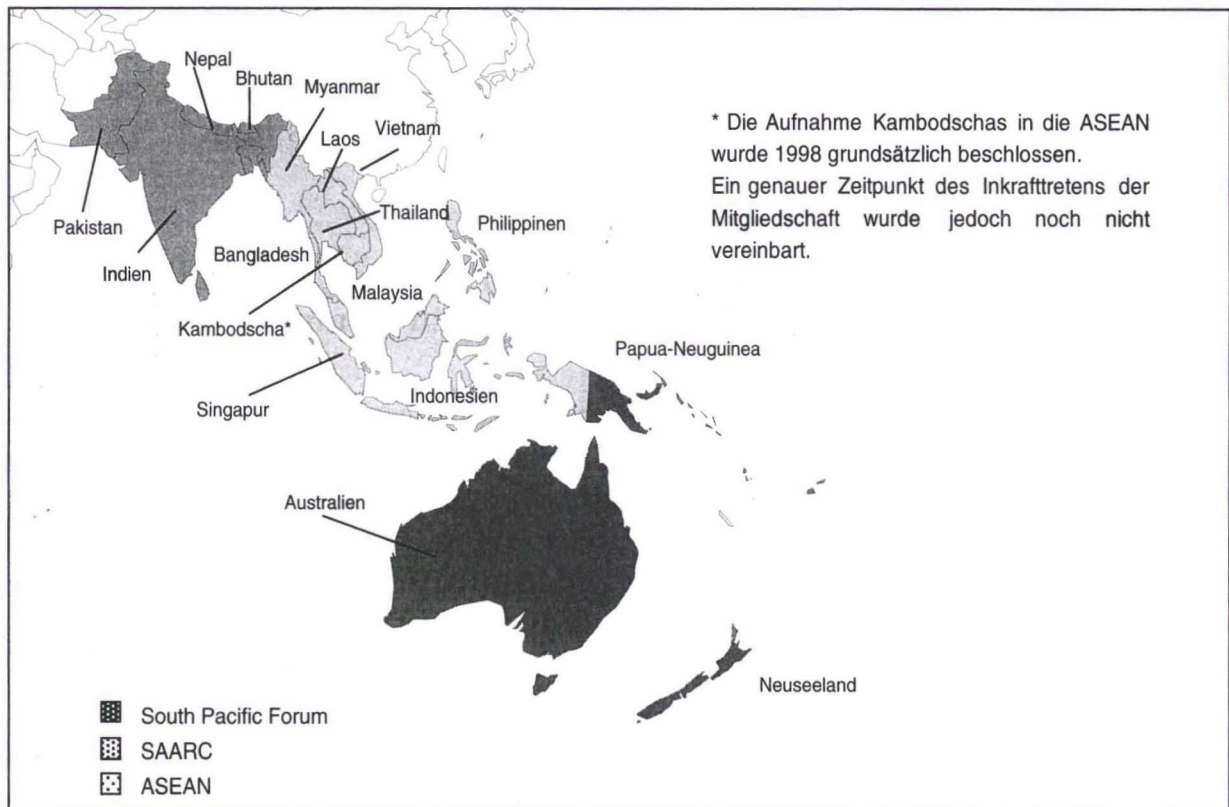 Nepal
Bhutan
Myanmar
Laos
Vietnam
* Die Aufnahme Kambodschas in die ASEAN
wurde 1998 grundsätzlich beschlossen.
Ein genauer Zeitpunkt des Inkrafttretens der
Mitgliedschaft wurde jedoch noch nicht
vereinbart.
Pakistan
Indien
Bangladesh
Thailand
Philippinen
Malaysia
Kambodscha*
Singapur
Indonesien
Papua-Neuguinea
Australien
Neuseeland
South Pacific Forum
SAARC
ASEAN